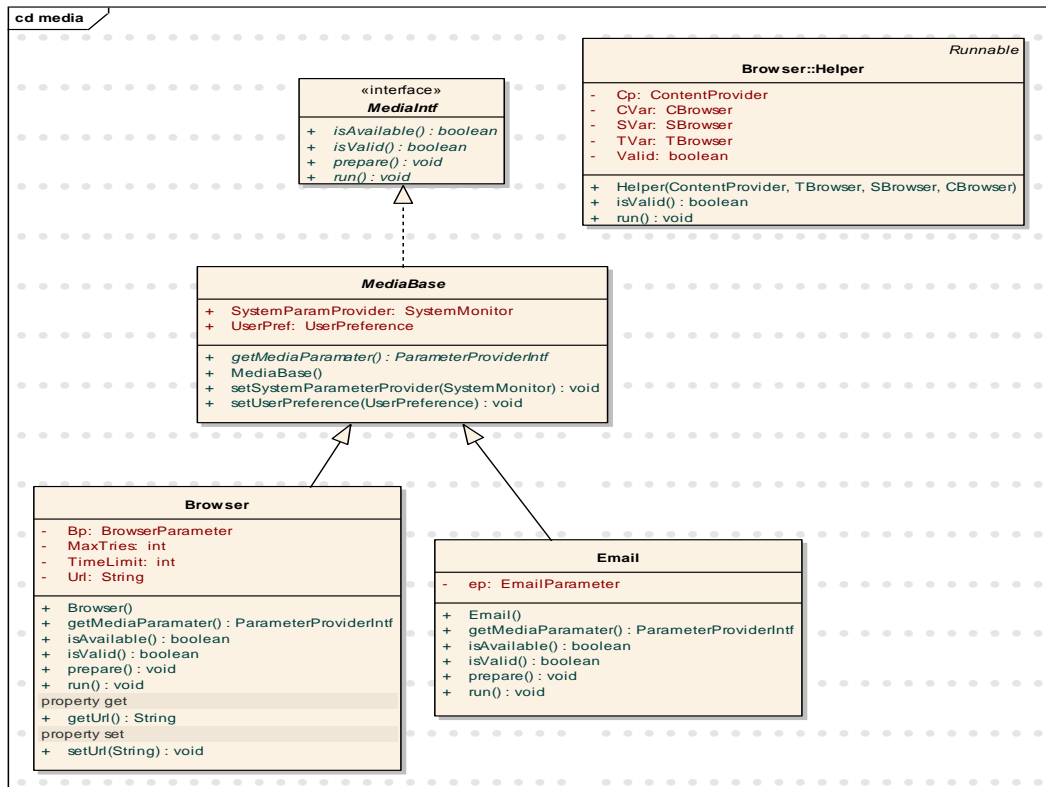 cd media
«interface»
MediaIntf
+ isAvailable() : boolean
+ isValid() : boolean
+ prepare() : void
+ run() : void
Runnable
Browser::Helper
- Cp: ContentProvider
- CVar: CBrowser
- SVar: SBrowser
- TVar: TBrowser
- Valid: boolean
+ Helper(ContentProvider, TBrowser, SBrowser, CBrowser)
+ isValid() : boolean
+ run() : void
MediaBase
+ SystemParamProvider: SystemMonitor
+ UserPref: UserPreference
+ getMediaParamater() : ParameterProviderIntf
+ MediaBase()
+ setSystemParameterProvider(SystemMonitor) : void
+ setUserPreference(UserPreference) : void
Browser
- Bp: BrowserParameter
- MaxTries: int
- TimeLimit: int
- Url: String
+ Browser()
+ getMediaParamater() : ParameterProviderIntf
+ isAvailable() : boolean
+ isValid() : boolean
+ prepare() : void
+ run() : void
property get
+ getUrl() : String
property set
+ setUrl(String) : void
Email
- ep: EmailParameter
+ Email()
+ getMediaParamater() : ParameterProviderIntf
+ isAvailable() : boolean
+ isValid() : boolean
+ prepare() : void
+ run() : void